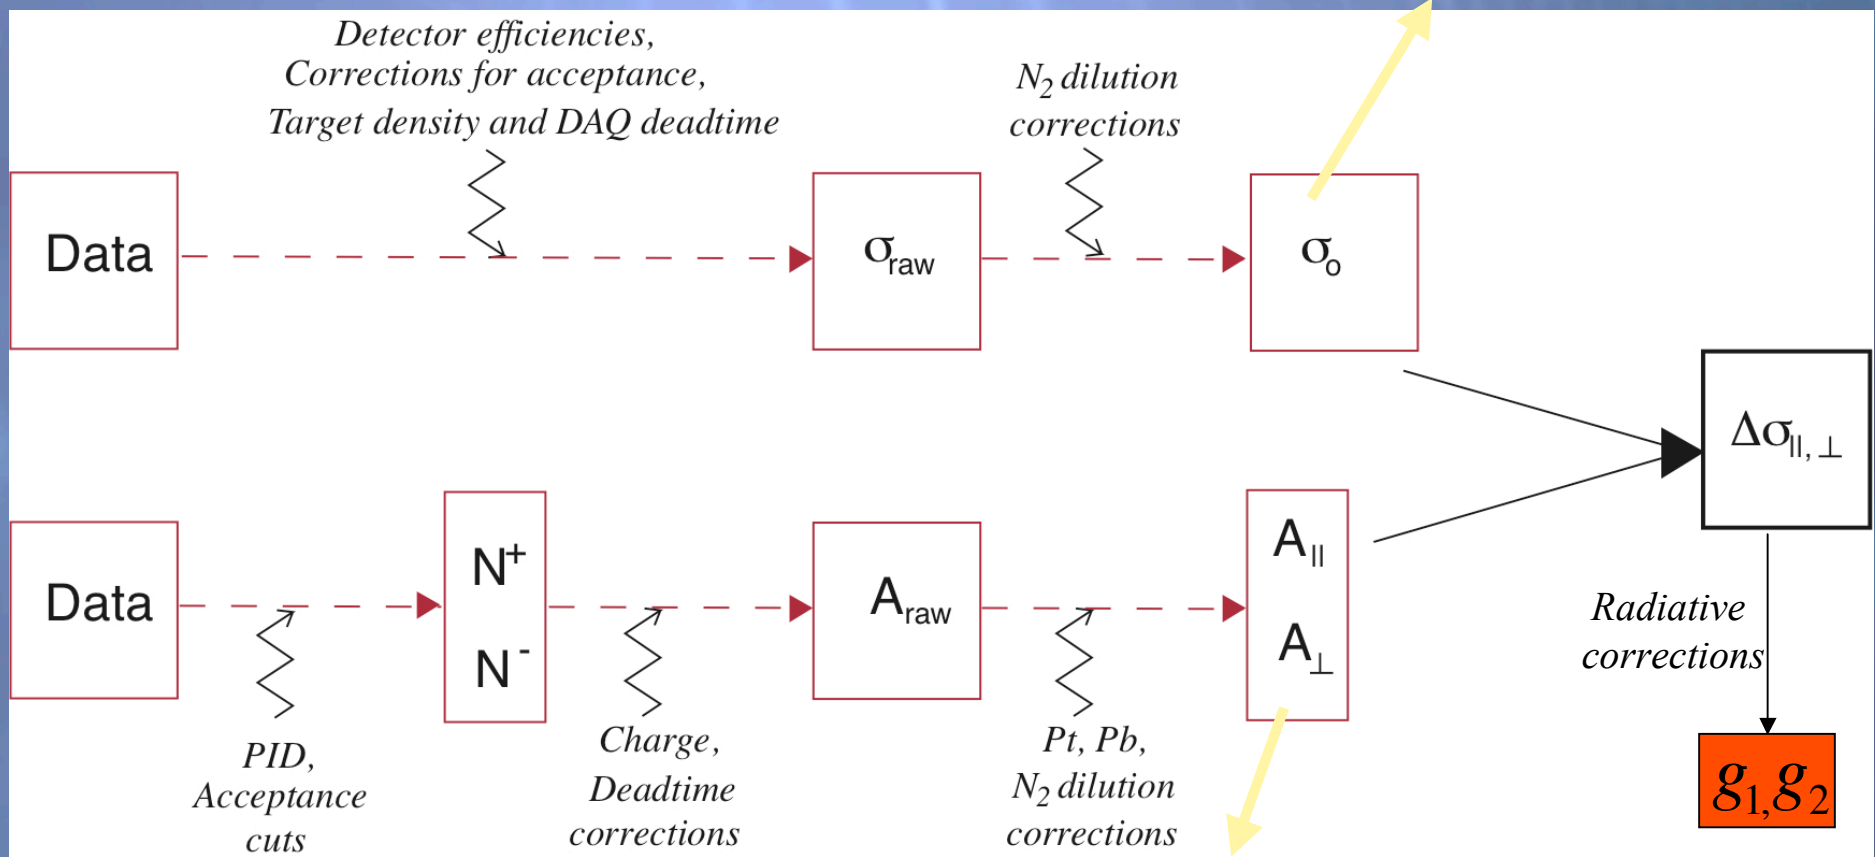 Detector efficiencies,
Corrections for acceptance,
Target density and DAQ deadtime
N₂ dilution
corrections
Data
σraw
σo
Δσ||,⊥
Data
N⁺
N⁻
Araw
A||
A⊥
Radiative
corrections
PID,
Acceptance
cuts
Charge,
Deadtime
corrections
Pt, Pb,
N₂ dilution
corrections
g₁,g₂